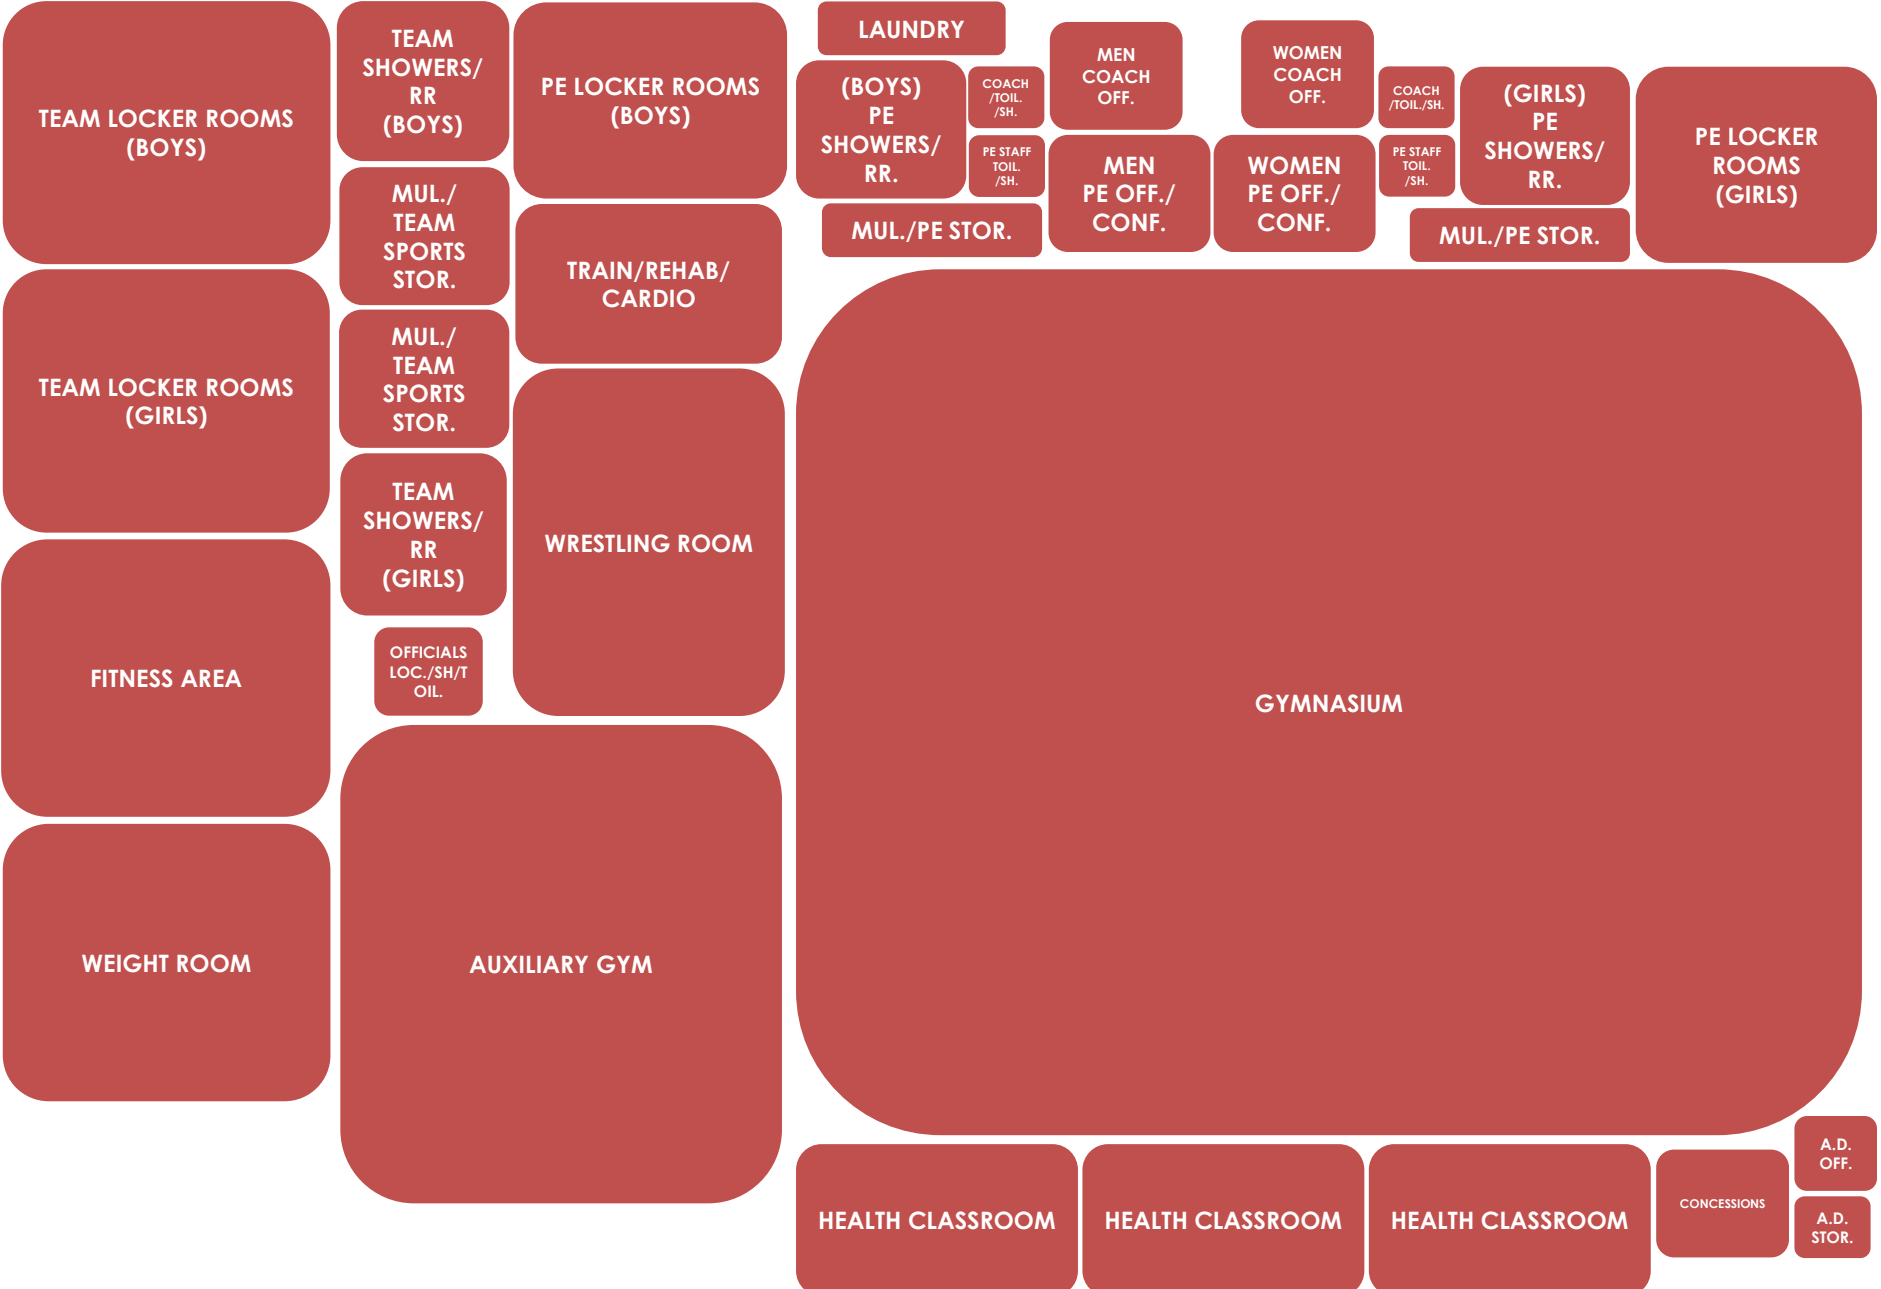 TEAM LOCKER ROOMS
(BOYS)
TEAM
SHOWERS/
RR
(BOYS)
PE LOCKER ROOMS
(BOYS)
LAUNDRY
(BOYS)
PE
SHOWERS/
RR.
COACH
/TOIL.
/SH.
PE STAFF
TOIL.
/SH.
MEN
COACH
OFF.
MEN
PE OFF./
CONF.
WOMEN
COACH
OFF.
WOMEN
PE OFF./
CONF.
COACH
/TOIL./SH.
PE STAFF
TOIL.
/SH.
(GIRLS)
PE
SHOWERS/
RR.
PE LOCKER
ROOMS
(GIRLS)
MUL./PE STOR.
MUL./PE STOR.
MUL./
TEAM
SPORTS
STOR.
TRAIN/REHAB/
CARDIO
TEAM LOCKER ROOMS
(GIRLS)
MUL./
TEAM
SPORTS
STOR.
TEAM
SHOWERS/
RR
(GIRLS)
WRESTLING ROOM
FITNESS AREA
OFFICIALS
LOC./SH/T
OIL.
GYMNASIUM
WEIGHT ROOM
AUXILIARY GYM
HEALTH CLASSROOM
HEALTH CLASSROOM
HEALTH CLASSROOM
CONCESSIONS
A.D.
OFF.
A.D.
STOR.